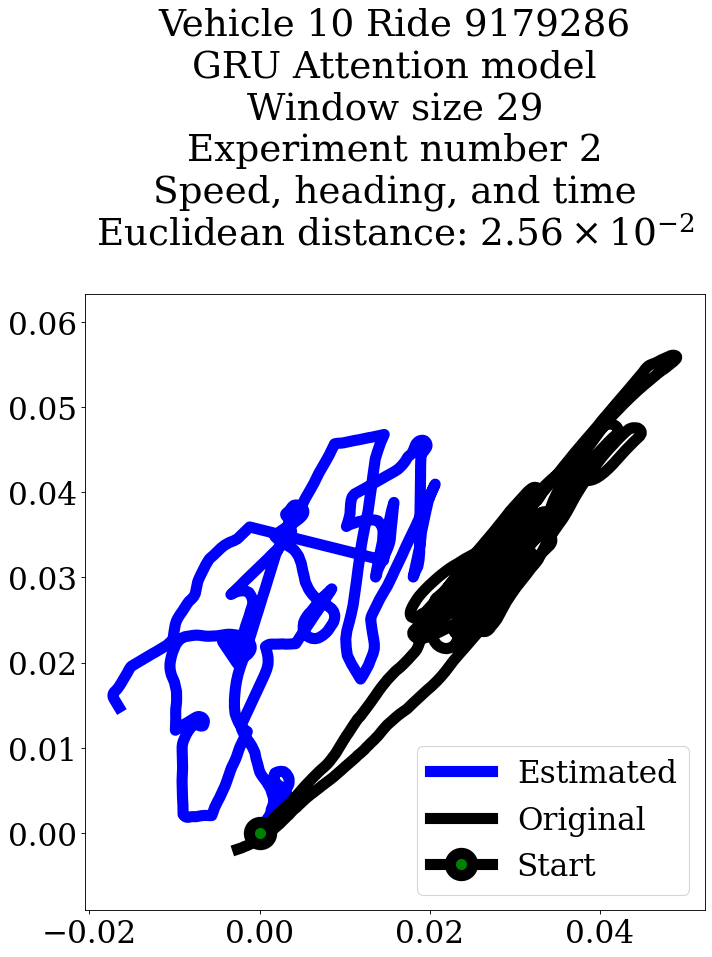 Vehicle 10 Ride 9179286
GRU Attention model
Window size 29
Experiment number 2
Speed, heading, and time
Euclidean distance: 2.56 × 10⁻²
0.06
0.05
0.04
0.03
0.02
0.01
0.00
Estimated
Original
Start
−0.02
0.00
0.02
0.04